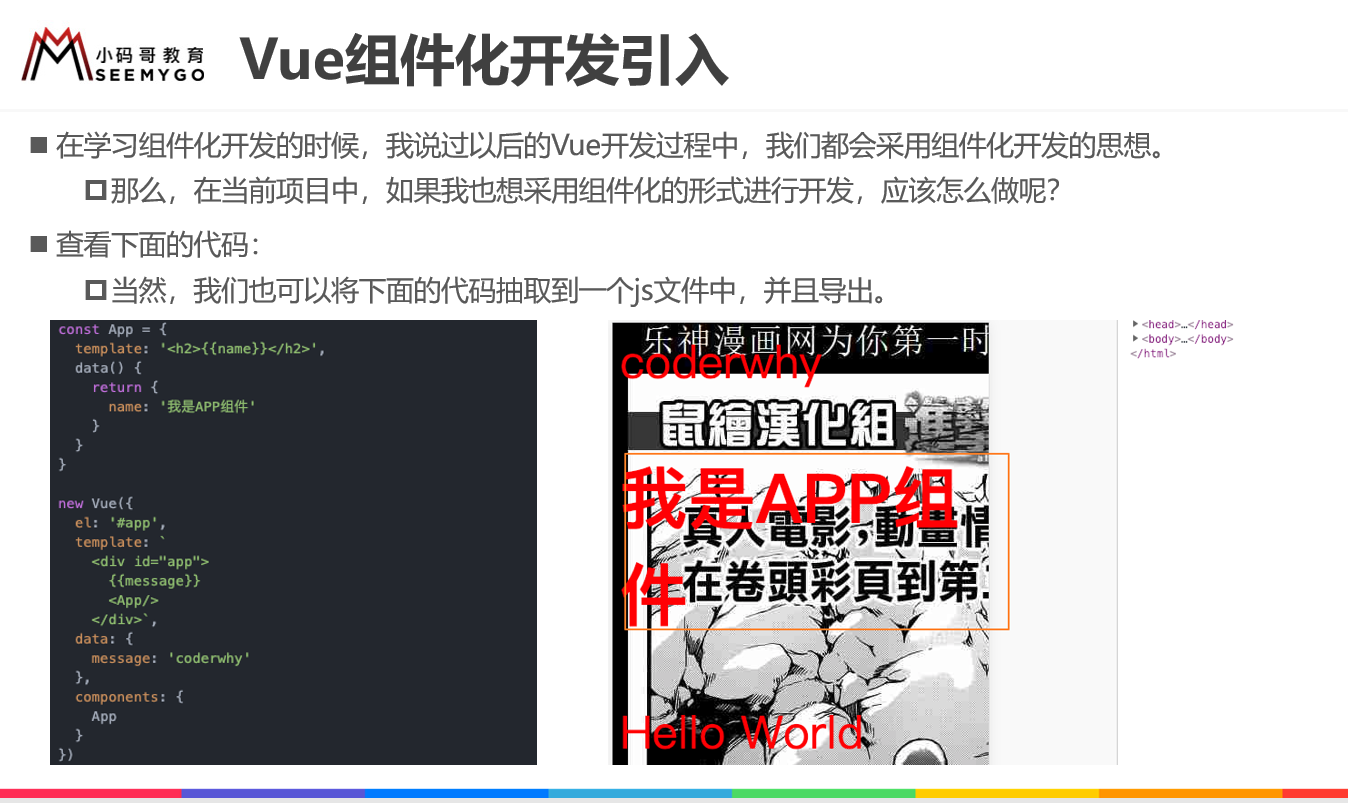 小码哥教育
SEEMYGO
Vue组件化开发引入
在学习组件化开发的时候，我说过以后的Vue开发过程中，我们都会采用组件化开发的思想。
那么，在当前项目中，如果我也想采用组件化的形式进行开发，应该怎么做呢？
查看下面的代码：
当然，我们也可以将下面的代码抽取到一个js文件中，并且导出。
const App = {
  template: '<h2>{{name}}</h2>',
  data() {
    return {
      name: '我是APP组件'
    }
  }
}
new Vue({
  el: '#app',
  template: `
    <div id="app">
      {{message}}
      <App/>
    </div>`,
  data: {
    message: 'coderwhy'
  },
  components: {
    App
  }
})
乐神漫画网为你第一时
coderwhy
鼠繪漢化組
我是APP组
真人電影,動畫情
件
在卷頭彩頁到第
Hello World
<head>…</head>
<body>…</body>
</html>